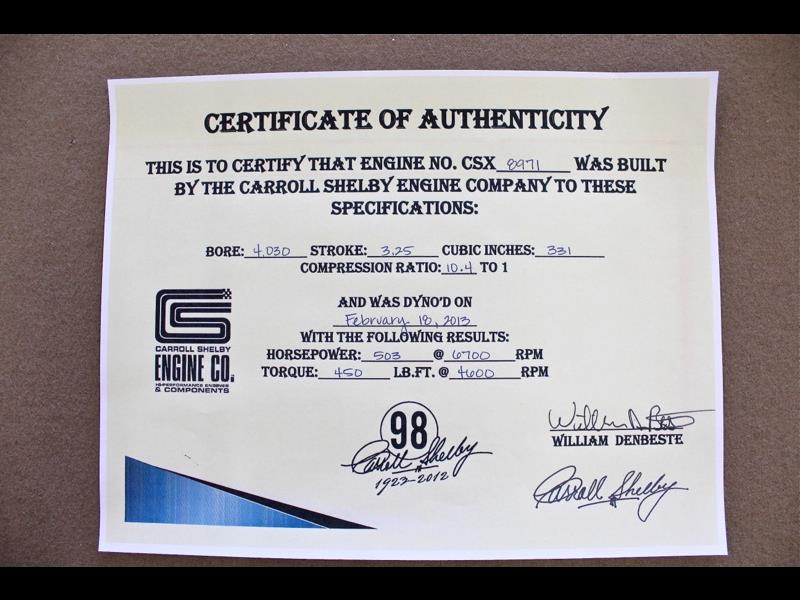 CERTIFICATE OF AUTHENTICITY
THIS IS TO CERTIFY THAT ENGINE NO. CSX 8971 WAS BUILT
BY THE CARROLL SHELBY ENGINE COMPANY TO THESE
SPECIFICATIONS:
BORE: 4.030 STROKE: 3.25 CUBIC INCHES: 331
COMPRESSION RATIO: 10.4 TO 1
AND WAS DYNO'D ON
February 18, 2013
WITH THE FOLLOWING RESULTS:
HORSEPOWER: 503 @ 6700 RPM
TORQUE: 450 LB.FT. @ 4600 RPM
CARROLL SHELBY
ENGINE CO.
HI-PERFORMANCE ENGINES
& COMPONENTS
98
Carroll Shelby
1923-2012
WILLIAM DENBESTE
Carroll Shelby